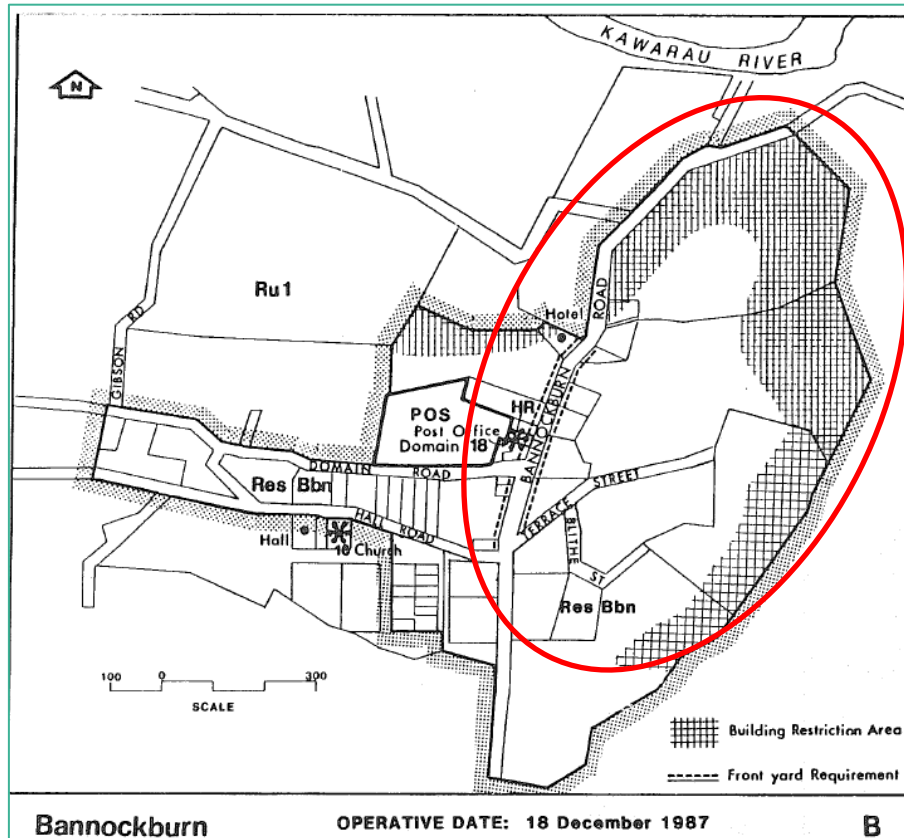 KAWARAU RIVER
N
Ru1
GIBSON RD
Hotel
ROAD
BANNOCKBURN
HR
POS
Post Office
Domain 18
DOMAIN ROAD
Res Bbn
HALL ROAD
TERRACE STREET
BLITHE ST
Hall
Church
Res Bbn
100 0 300
SCALE
Building Restriction Area
Front yard Requirement
Bannockburn OPERATIVE DATE: 18 December 1987 B